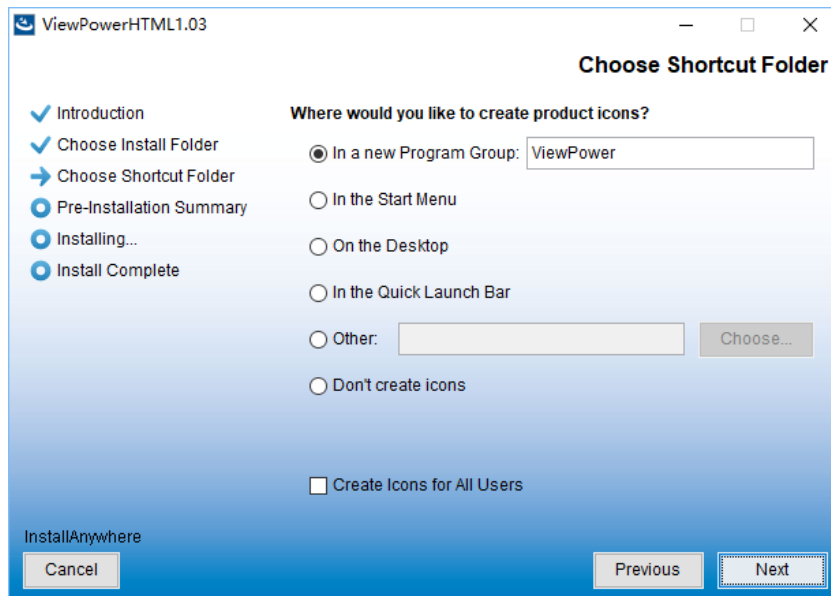 ViewPowerHTML1.03
Choose Shortcut Folder
Introduction
Choose Install Folder
Choose Shortcut Folder
Pre-Installation Summary
Installing...
Install Complete
Where would you like to create product icons?
In a new Program Group: ViewPower
In the Start Menu
On the Desktop
In the Quick Launch Bar
Other: Choose...
Don't create icons
Create Icons for All Users
InstallAnywhere
Cancel Previous Next